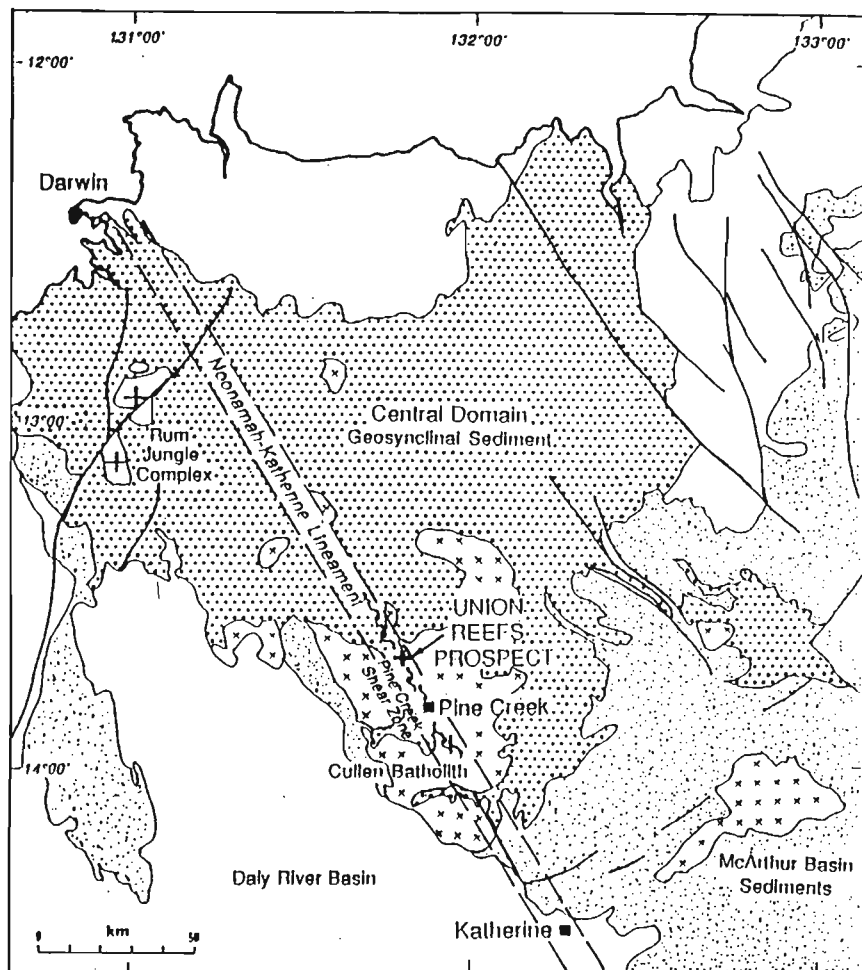 131°00'
132°00'
133°00'
12°00'
Darwin
Noonamah-Katherine Lineament
Central Domain
Geosynclinal Sediment
13°00'
Rum
Jungle
Complex
UNION
REEFS
PROSPECT
Pine Creek
Shear Zone
Pine Creek
14°00'
Cullen Batholith
McArthur Basin
Sediments
Daly River Basin
km
0 50
Katherine